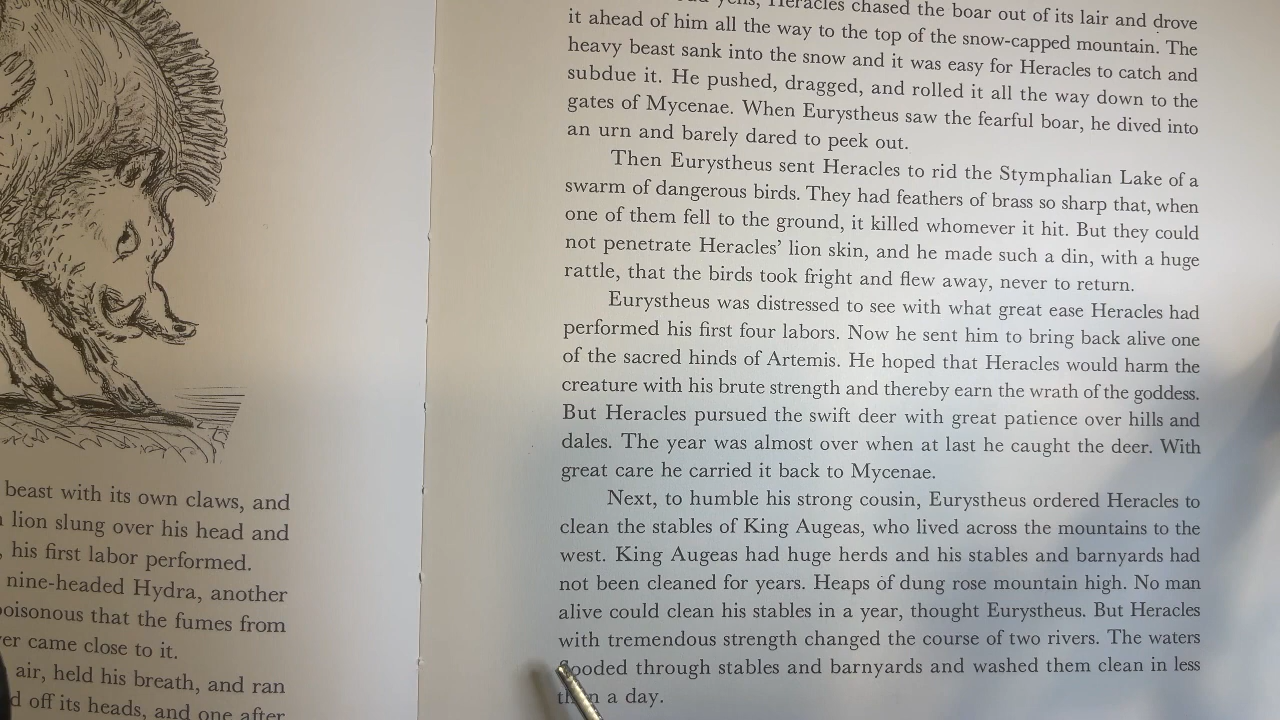 beast with its own claws, and
lion slung over his head and
, his first labor performed.
nine-headed Hydra, another
poisonous that the fumes from
came close to it.
air, held his breath, and ran
off its heads, and one after
Heracles chased the boar out of its lair and drove
it ahead of him all the way to the top of the snow-capped mountain. The
heavy beast sank into the snow and it was easy for Heracles to catch and
subdue it. He pushed, dragged, and rolled it all the way down to the
gates of Mycenae. When Eurystheus saw the fearful boar, he dived into
an urn and barely dared to peek out.
Then Eurystheus sent Heracles to rid the Stymphalian Lake of a
swarm of dangerous birds. They had feathers of brass so sharp that, when
one of them fell to the ground, it killed whomever it hit. But they could
not penetrate Heracles' lion skin, and he made such a din, with a huge
rattle, that the birds took fright and flew away, never to return.
Eurystheus was distressed to see with what great ease Heracles had
performed his first four labors. Now he sent him to bring back alive one
of the sacred hinds of Artemis. He hoped that Heracles would harm the
creature with his brute strength and thereby earn the wrath of the goddess.
But Heracles pursued the swift deer with great patience over hills and
dales. The year was almost over when at last he caught the deer. With
great care he carried it back to Mycenae.
Next, to humble his strong cousin, Eurystheus ordered Heracles to
clean the stables of King Augeas, who lived across the mountains to the
west. King Augeas had huge herds and his stables and barnyards had
not been cleaned for years. Heaps of dung rose mountain high. No man
alive could clean his stables in a year, thought Eurystheus. But Heracles
with tremendous strength changed the course of two rivers. The waters
flooded through stables and barnyards and washed them clean in less
than a day.